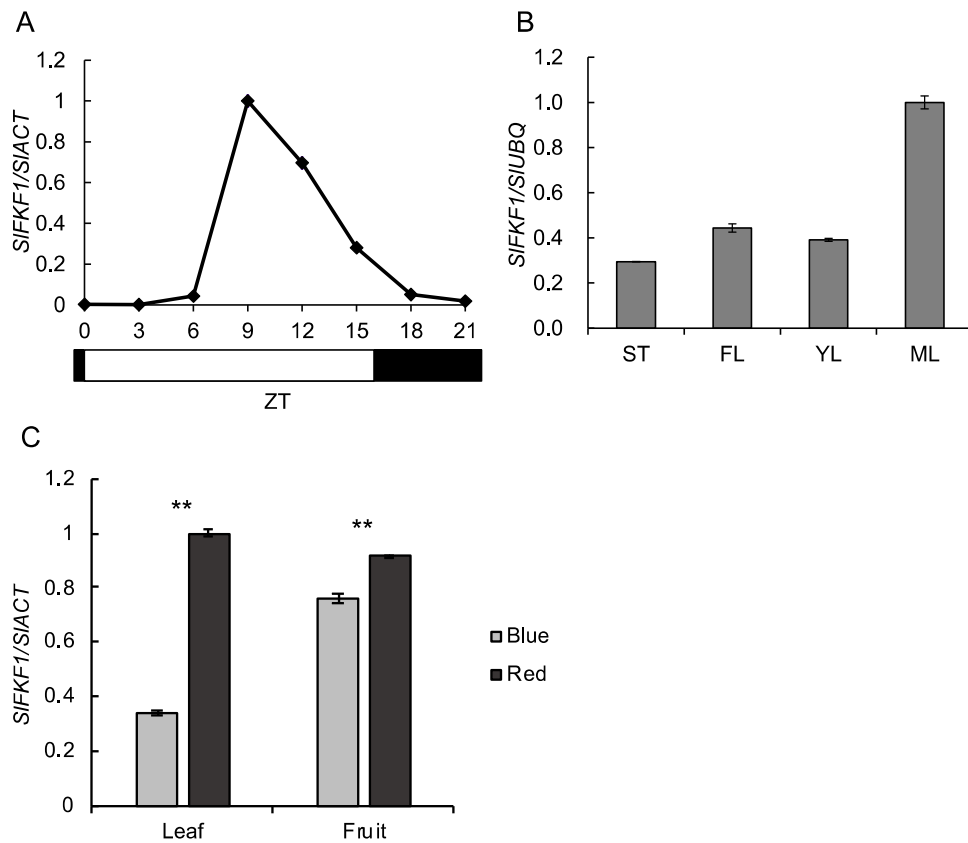 A
SlFKF1/SlACT
1.2
1
0.8
0.6
0.4
0.2
0
0 3 6 9 12 15 18 21
ZT
B
SlFKF1/SlUBQ
1.2
1.0
0.8
0.6
0.4
0.2
0.0
ST FL YL ML
C
SlFKF1/SlACT
1.2
1
0.8
0.6
0.4
0.2
0
** **
Leaf Fruit
Blue
Red